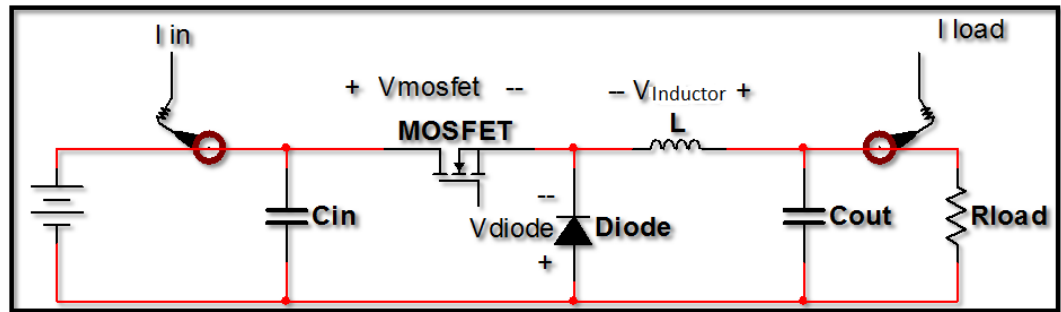 I in
I load
+ Vmosfet --
-- VInductor +
MOSFET
L
Cin
--
Vdiode
+
Diode
Cout
Rload